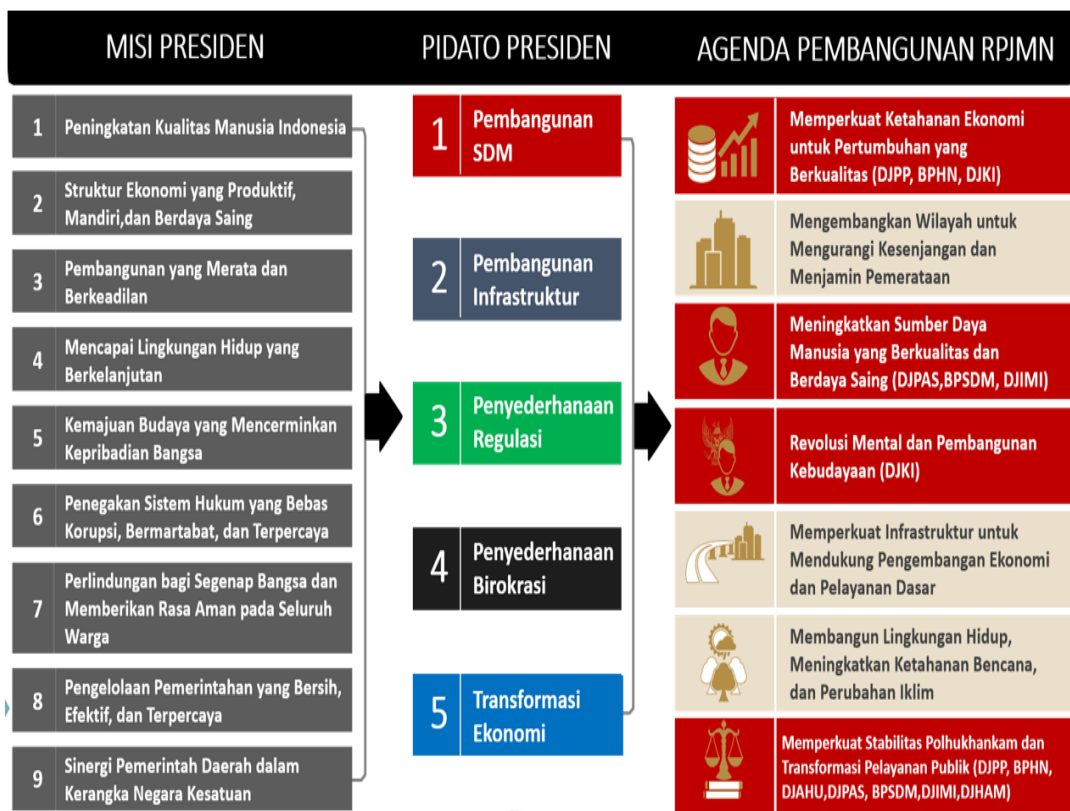 MISI PRESIDEN
1
Peningkatan Kualitas Manusia Indonesia
2
Struktur Ekonomi yang Produktif,
Mandiri,dan Berdaya Saing
3
Pembangunan yang Merata dan
Berkeadilan
4
Mencapai Lingkungan Hidup yang
Berkelanjutan
5
Kemajuan Budaya yang Mencerminkan
Kepribadian Bangsa
6
Penegakan Sistem Hukum yang Bebas
Korupsi, Bermartabat, dan Terpercaya
7
Perlindungan bagi Segenap Bangsa dan
Memberikan Rasa Aman pada Seluruh
Warga
8
Pengelolaan Pemerintahan yang Bersih,
Efektif, dan Terpercaya
9
Sinergi Pemerintah Daerah dalam
Kerangka Negara Kesatuan
PIDATO PRESIDEN
1
Pembangunan
SDM
2
Pembangunan
Infrastruktur
3
Penyederhanaan
Regulasi
4
Penyederhanaan
Birokrasi
5
Transformasi
Ekonomi
AGENDA PEMBANGUNAN RPJMN
Memperkuat Ketahanan Ekonomi
untuk Pertumbuhan yang
Berkualitas (DJPP, BPHN, DJKI)
Mengembangkan Wilayah untuk
Mengurangi Kesenjangan dan
Menjamin Pemerataan
Meningkatkan Sumber Daya
Manusia yang Berkualitas dan
Berdaya Saing (DJPAS,BPSDM, DJIMI)
Revolusi Mental dan Pembangunan
Kebudayaan (DJKI)
Memperkuat Infrastruktur untuk
Mendukung Pengembangan Ekonomi
dan Pelayanan Dasar
Membangun Lingkungan Hidup,
Meningkatkan Ketahanan Bencana,
dan Perubahan Iklim
Memperkuat Stabilitas Polhukhankam dan
Transformasi Pelayanan Publik (DJPP, BPHN,
DJAHU,DJPAS, BPSDM,DJIMI,DJHAM)